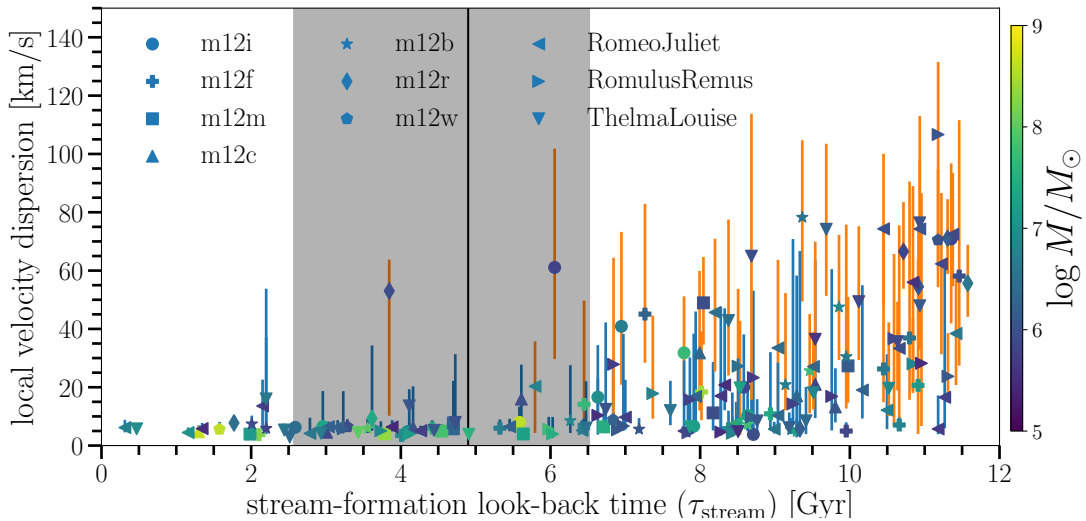 local velocity dispersion [km/s]
140
120
100
80
60
40
20
0
m12i
m12f
m12m
m12c
m12b
m12r
m12w
RomeoJuliet
RomulusRemus
ThelmaLouise
0 2 4 6 8 10 12
stream-formation look-back time (τ_stream) [Gyr]
9
8
7
6
5
log M/M⊙